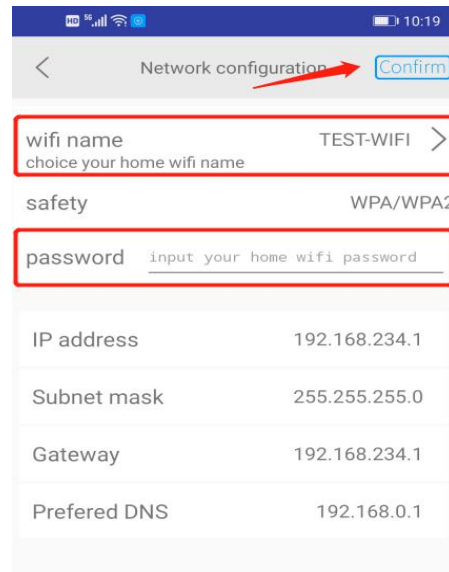 HD 5G 10:19
Network configuration Confirm
wifi name TEST-WIFI
choice your home wifi name
safety WPA/WPA2
password input your home wifi password
IP address 192.168.234.1
Subnet mask 255.255.255.0
Gateway 192.168.234.1
Prefered DNS 192.168.0.1